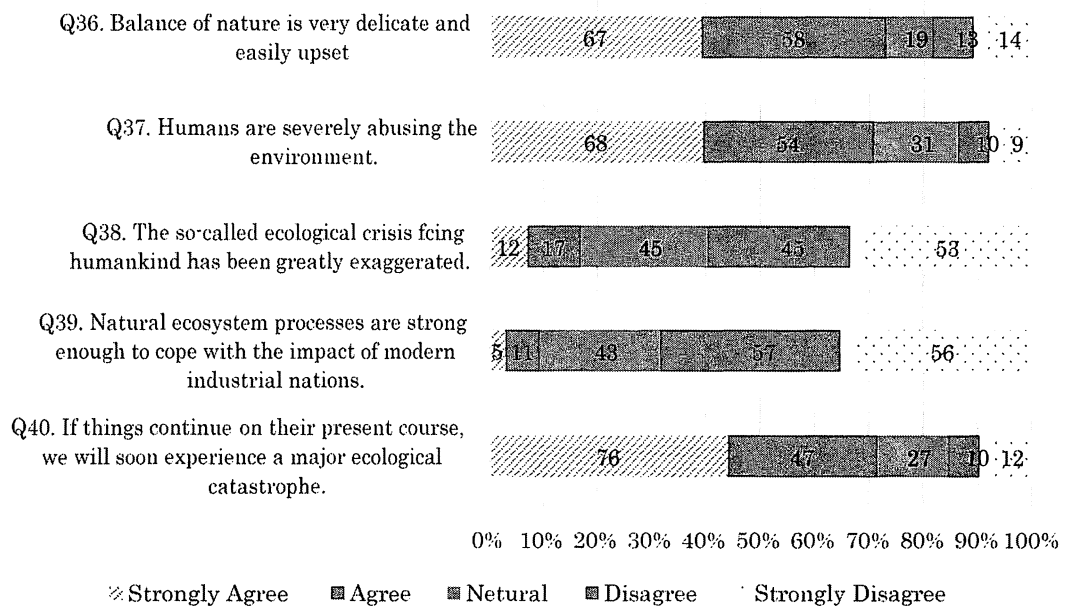 Q36. Balance of nature is very delicate and
easily upset
67 58 19 13 14
Q37. Humans are severely abusing the
environment.
68 54 31 10 9
Q38. The so-called ecological crisis fcing
humankind has been greatly exaggerated.
12 17 45 45 53
Q39. Natural ecosystem processes are strong
enough to cope with the impact of modern
industrial nations.
5 11 43 57 56
Q40. If things continue on their present course,
we will soon experience a major ecological
catastrophe.
76 47 27 10 12
0% 10% 20% 30% 40% 50% 60% 70% 80% 90% 100%
Strongly Agree Agree Netural Disagree Strongly Disagree